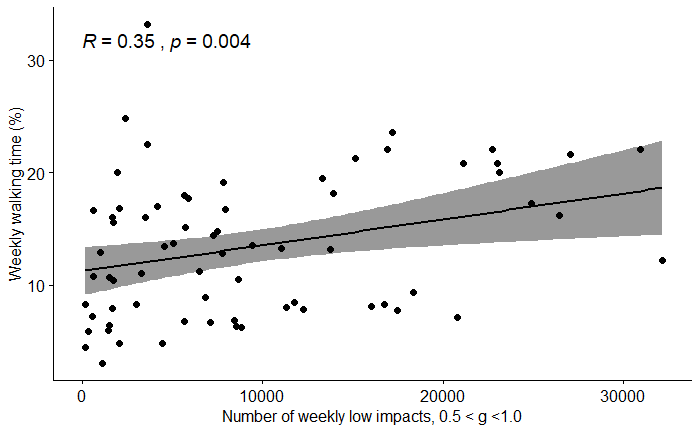 R = 0.35 , p = 0.004
Weekly walking time (%)
30
20
10
0 10000 20000 30000
Number of weekly low impacts, 0.5 < g <1.0